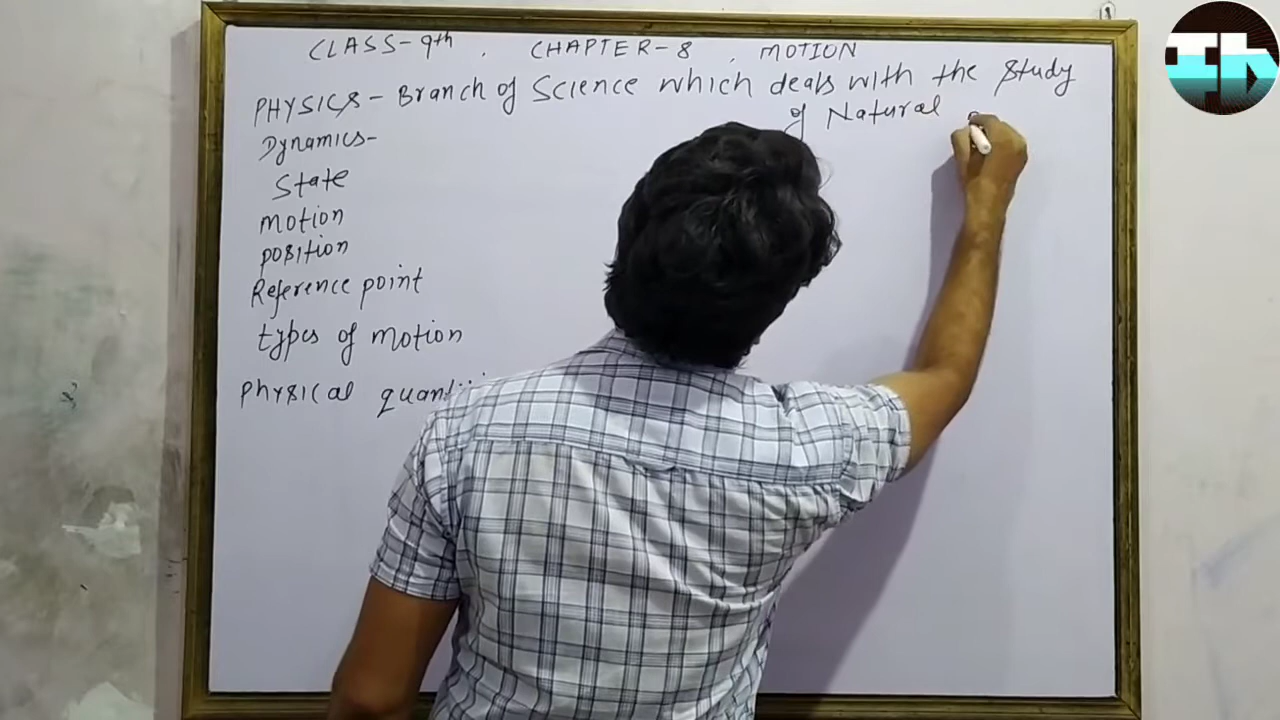 CLASS-9th, CHAPTER-8, MOTION
PHYSICS - Branch of Science which deals with the study
of Natural
Dynamics-
State
Motion
position
Reference point
types of motion
Physical